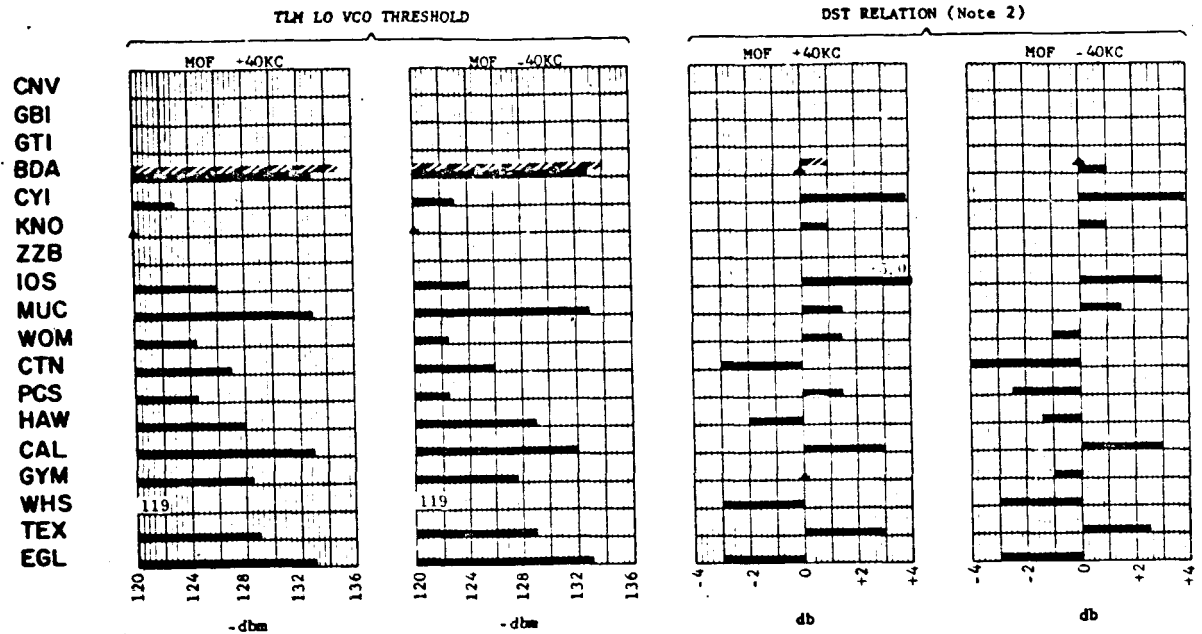 TLM LO VCO THRESHOLD
DST RELATION (Note 2)
MOF +40KC
MOF -40KC
MOF +40KC
MOF -40KC
CNV
GBI
GTI
BDA
CYI
KNO
ZZB
IOS
MUC
WOM
CTN
PCS
HAW
CAL
GYM
WHS
TEX
EGL
5.0
119
119
120 124 128 132 136
120 124 128 132 136
-4 -2 0 +2 +4
-4 -2 0 +2 +4
-dbm
-dbm
db
db